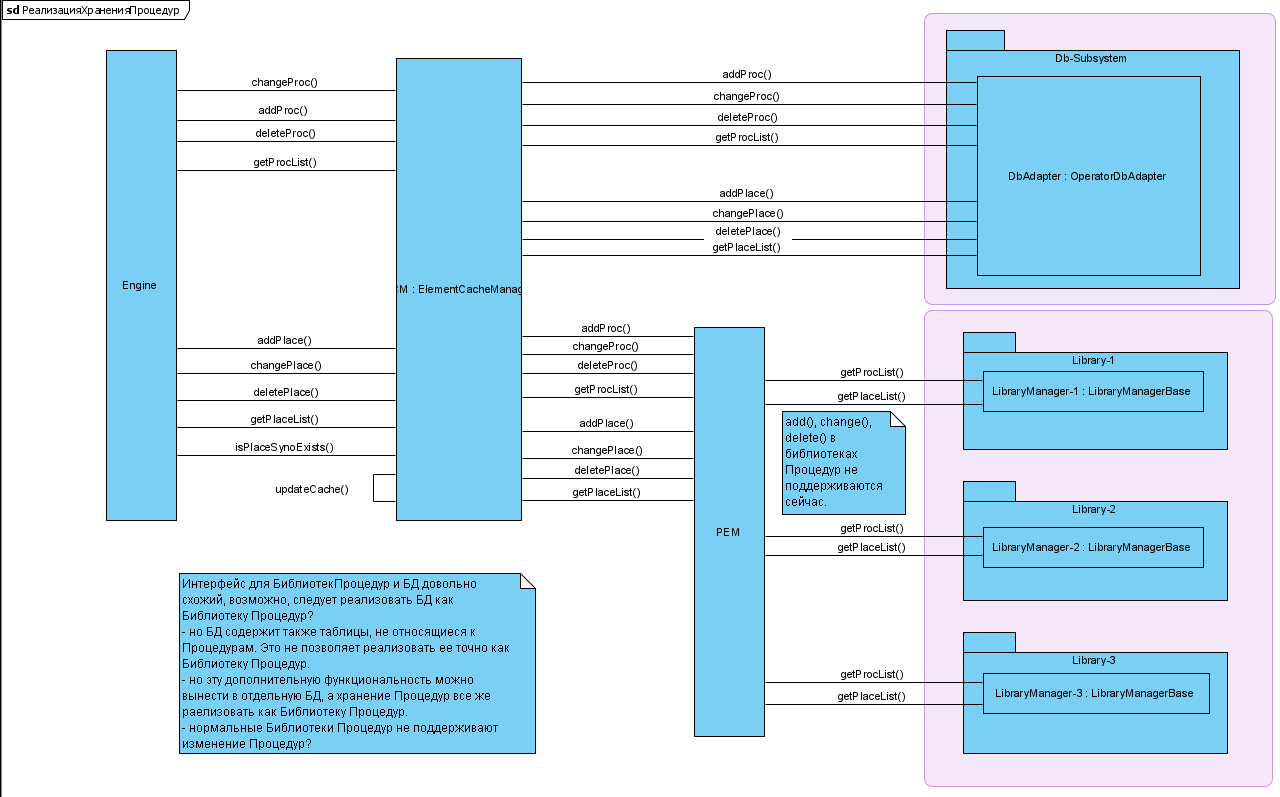 sd РеализацияХраненияПроцедур
changeProc()
addProc()
deleteProc()
getProcList()
Engine
addPlace()
changePlace()
deletePlace()
getPlaceList()
isPlaceSynoExists()
updateCache()
CM : ElementCacheManag
addProc()
changeProc()
deleteProc()
getProcList()
addPlace()
changePlace()
deletePlace()
getPlaceList()
Db-Subsystem
DbAdapter : OperatorDbAdapter
addProc()
changeProc()
deleteProc()
getProcList()
addPlace()
changePlace()
deletePlace()
getPlaceList()
PEM
getProcList()
getPlaceList()
Library-1
LibraryManager-1 : LibraryManagerBase
add(), change(),
delete() в
библиотеках
Процедур не
поддерживаются
сейчас.
getProcList()
getPlaceList()
Library-2
LibraryManager-2 : LibraryManagerBase
getProcList()
getPlaceList()
Library-3
LibraryManager-3 : LibraryManagerBase
Интерфейс для БиблиотекПроцедур и БД довольно
схожий, возможно, следует реализовать БД как
Библиотеку Процедур?
- но БД содержит также таблицы, не относящиеся к
Процедурам. Это не позволяет реализовать ее точно как
Библиотеку Процедур.
- но эту дополнительную функциональность можно
вынести в отдельную БД, а хранение Процедур все же
раелизовать как Библиотеку Процедур.
- нормальные Библиотеки Процедур не поддерживают
изменение Процедур?